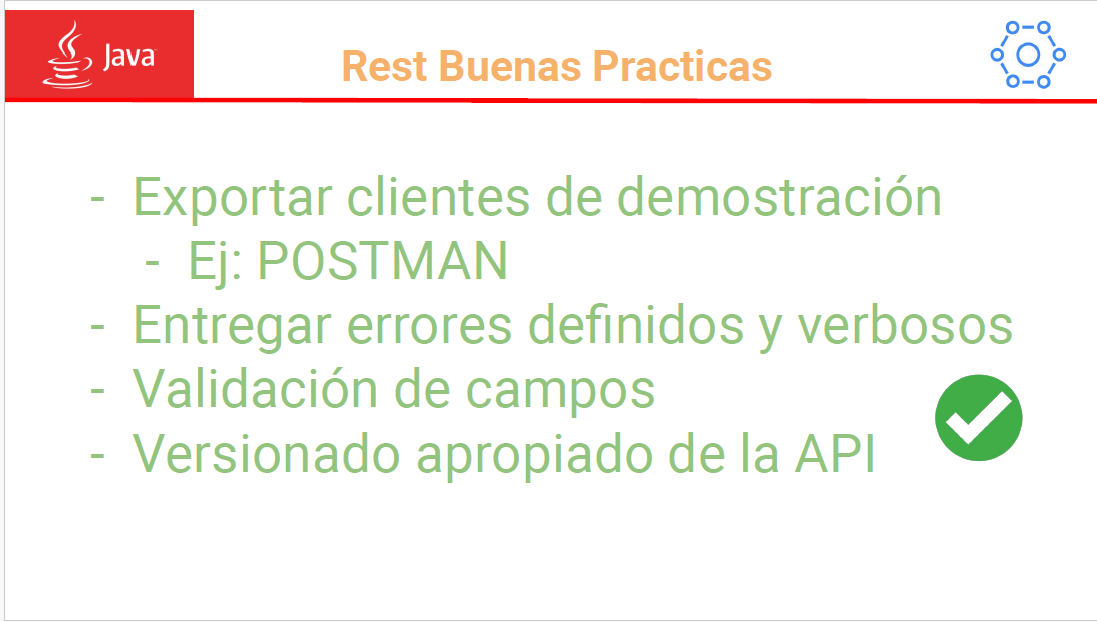 Java
Rest Buenas Practicas
- Exportar clientes de demostración
- Ej: POSTMAN
- Entregar errores definidos y verbosos
- Validación de campos
- Versionado apropiado de la API